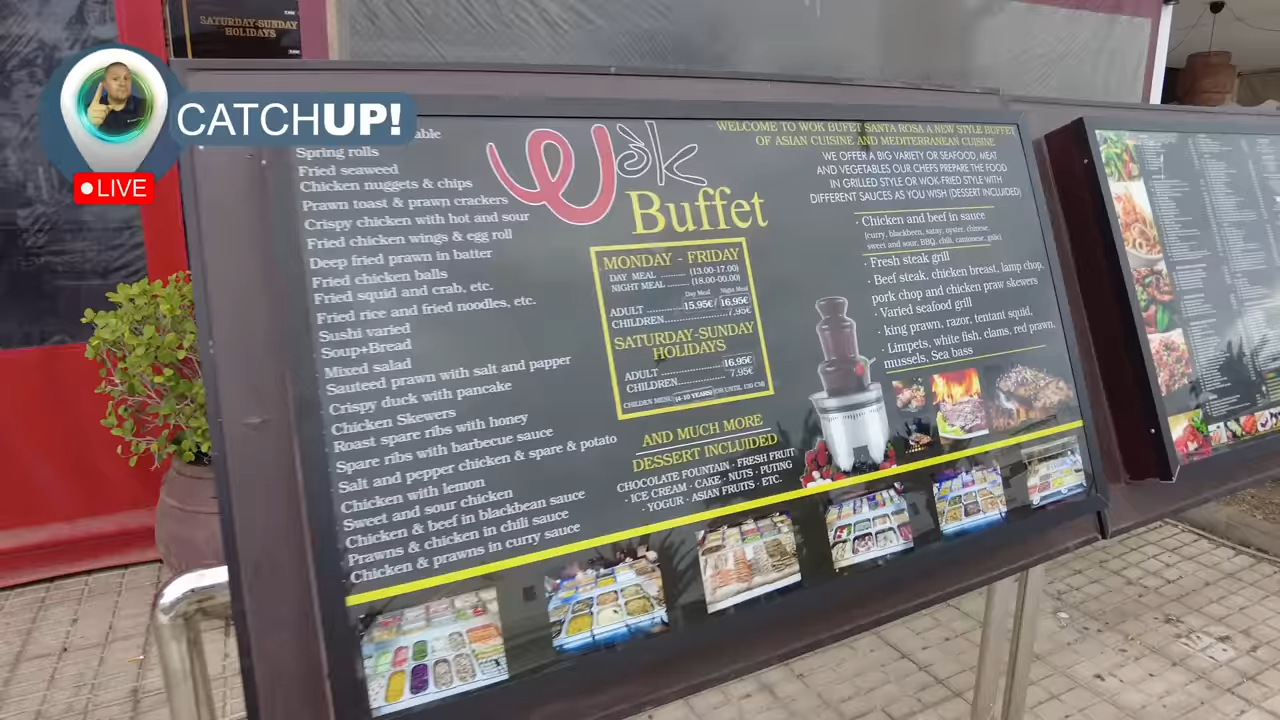 SATURDAY-SUNDAY
HOLIDAYS
CATCHUP!
LIVE
able
Spring rolls
Fried seaweed
Chicken nuggets & chips
Prawn toast & prawn crackers
Crispy chicken with hot and sour
Fried chicken wings & egg roll
Deep fried prawn in batter
Fried chicken balls
Fried squid and crab, etc.
Fried rice and fried noodles, etc.
Sushi varied
Soup+Bread
Mixed salad
Sauteed prawn with salt and papper
Crispy duck with pancake
Chicken Skewers
Roast spare ribs with honey
Spare ribs with barbecue sauce
Salt and pepper chicken & spare & potato
Chicken with lemon
Sweet and sour chicken
Chicken & beef in blackbean sauce
Prawns & chicken in chili sauce
Chicken & prawns in curry sauce
Wok
Buffet
MONDAY - FRIDAY
DAY MEAL .......... (13.00-17.00)
NIGHT MEAL .......... (18.00-00.00)
Day Meal Night Meal
ADULT .......... 15.95€ / 16.95€
CHILDREN .......... 7.95€
SATURDAY-SUNDAY
HOLIDAYS
ADULT .......... 16.95€
CHILDREN .......... 7.95€
CHILDEN MENU (4-10 YEARS) (OR UNTIL 130 CM)
AND MUCH MORE
DESSERT INCLUDED
CHOCOLATE FOUNTAIN · FRESH FRUIT
· ICE CREAM · CAKE · NUTS · PUTING
· YOGUR · ASIAN FRUITS · ETC.
WELCOME TO WOK BUFET SANTA ROSA A NEW STYLE BUFFET
OF ASIAN CUISINE AND MEDITERRANEAN CUISINE
WE OFFER A BIG VARIETY OR SEAFOOD, MEAT
AND VEGETABLES OUR CHEFS PREPARE THE FOOD
IN GRILLED STYLE OR WOK-FRIED STYLE WITH
DIFFERENT SAUCES AS YOU WISH (DESSERT INCLUDED)
· Chicken and beef in sauce
(curry, blackbeen, satay, oyster, chinese,
sweet and sour, BBQ, chili, cantonese, galic)
· Fresh steak grill
· Beef steak, chicken breast, lamp chop,
pork chop and chicken praw skewers
· Varied seafood grill
· king prawn, razor, tentant squid,
· Limpets, white fish, clams, red prawn,
mussels, Sea bass